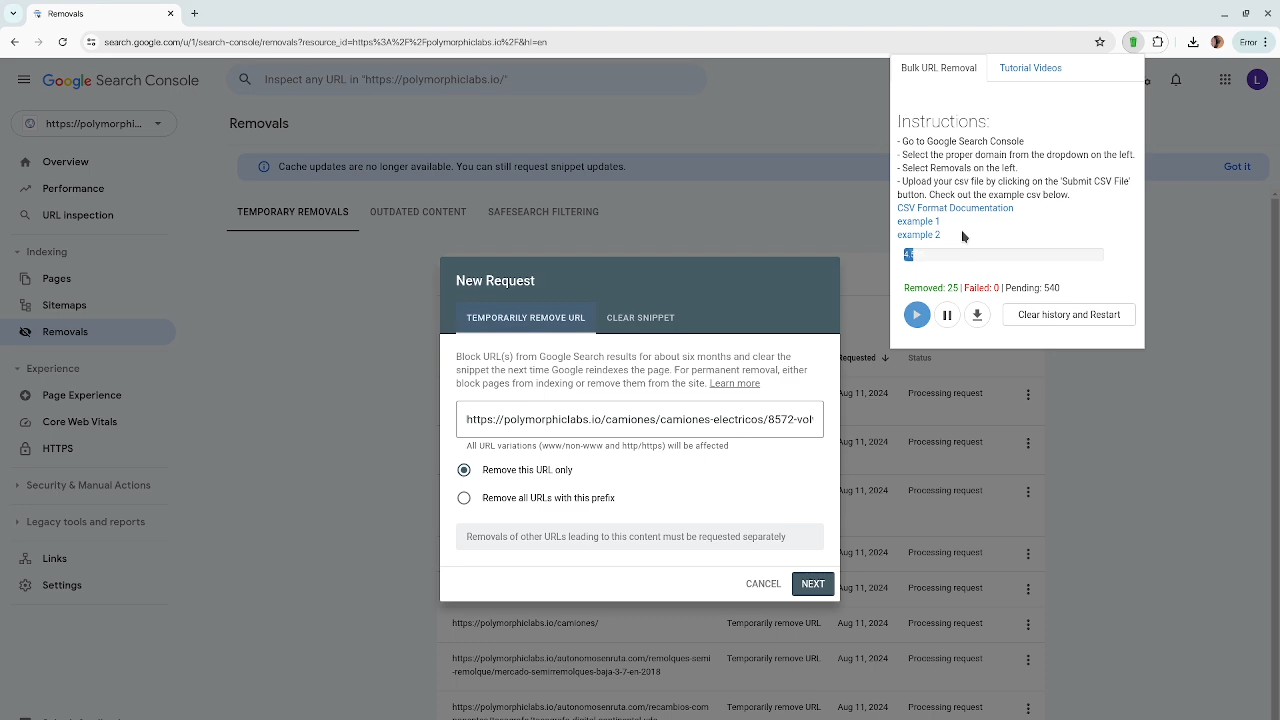 Removals
search.google.com/u/1/search-console/removals?resource_id=https%3A%2F%2Fpolymorphiclabs.io%2F&hl=en
Error
Google Search Console
Inspect any URL in "https://polymorphiclabs.io/"
L
Bulk URL Removal
Tutorial Videos
Instructions:
- Go to Google Search Console
- Select the proper domain from the dropdown on the left.
- Select Removals on the left.
- Upload your csv file by clicking on the 'Submit CSV File'
button. Check out the example csv below.
CSV Format Documentation
example 1
example 2
Removed: 25 | Failed: 0 | Pending: 540
Clear history and Restart
https://polymorphi...
Overview
Performance
URL inspection
Indexing
Pages
Sitemaps
Removals
Experience
Page Experience
Core Web Vitals
HTTPS
Security & Manual Actions
Legacy tools and reports
Links
Settings
Removals
Cache updates are no longer available. You can still request snippet updates.
Got it
TEMPORARY REMOVALS
OUTDATED CONTENT
SAFESEARCH FILTERING
New Request
TEMPORARILY REMOVE URL
CLEAR SNIPPET
Block URL(s) from Google Search results for about six months and clear the
snippet the next time Google reindexes the page. For permanent removal, either
block pages from indexing or remove them from the site. Learn more
https://polymorphiclabs.io/camiones/camiones-electricos/8572-vol
All URL variations (www/non-www and http/https) will be affected
Remove this URL only
Remove all URLs with this prefix
Removals of other URLs leading to this content must be requested separately
CANCEL
NEXT
Requested
Status
Aug 11, 2024 Processing request
Aug 11, 2024 Processing request
Aug 11, 2024 Processing request
Aug 11, 2024 Processing request
Aug 11, 2024 Processing request
https://polymorphiclabs.io/camiones/ Temporarily remove URL Aug 11, 2024 Processing request
https://polymorphiclabs.io/autonomosenruta.com/remolques-semi Temporarily remove URL Aug 11, 2024 Processing request
-remolque/mercado-semirremolques-baja-3-7-en-2018
https://polymorphiclabs.io/autonomosenruta.com/recambios-com Temporarily remove URL Aug 11, 2024 Processing request